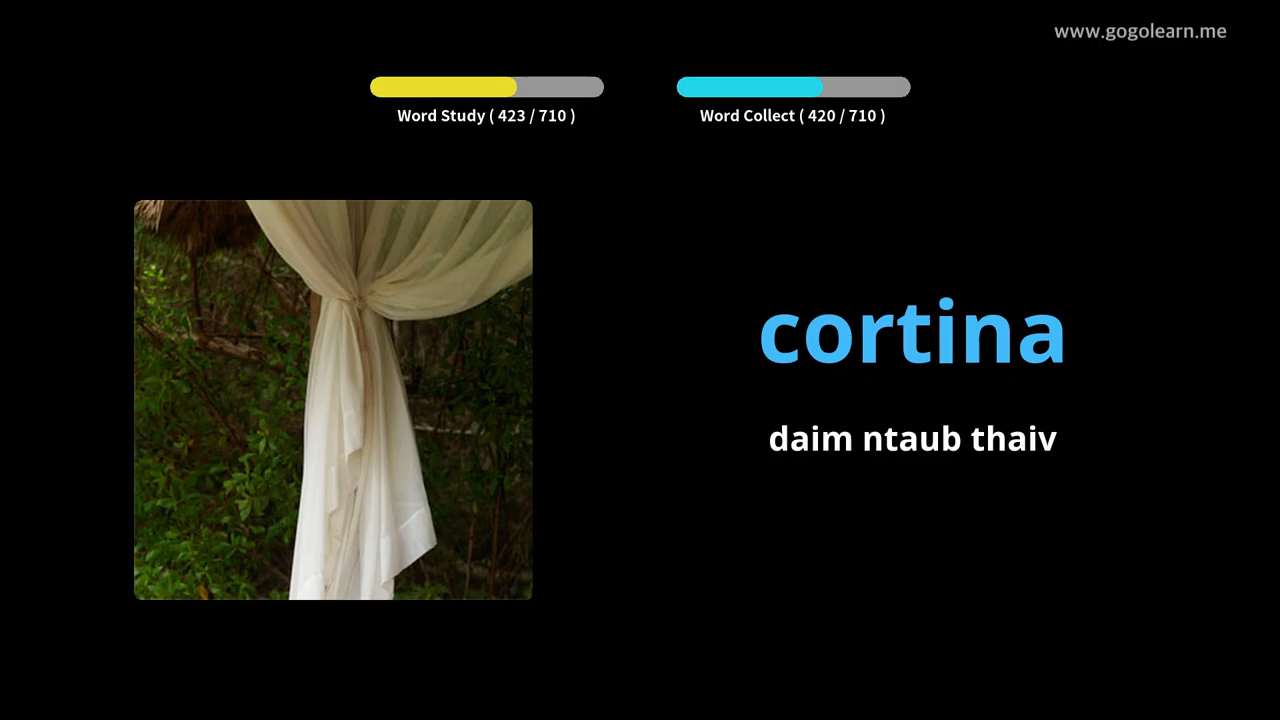 www.gogolearn.me
Word Study ( 423 / 710 )
Word Collect ( 420 / 710 )
cortina
daim ntaub thaiv